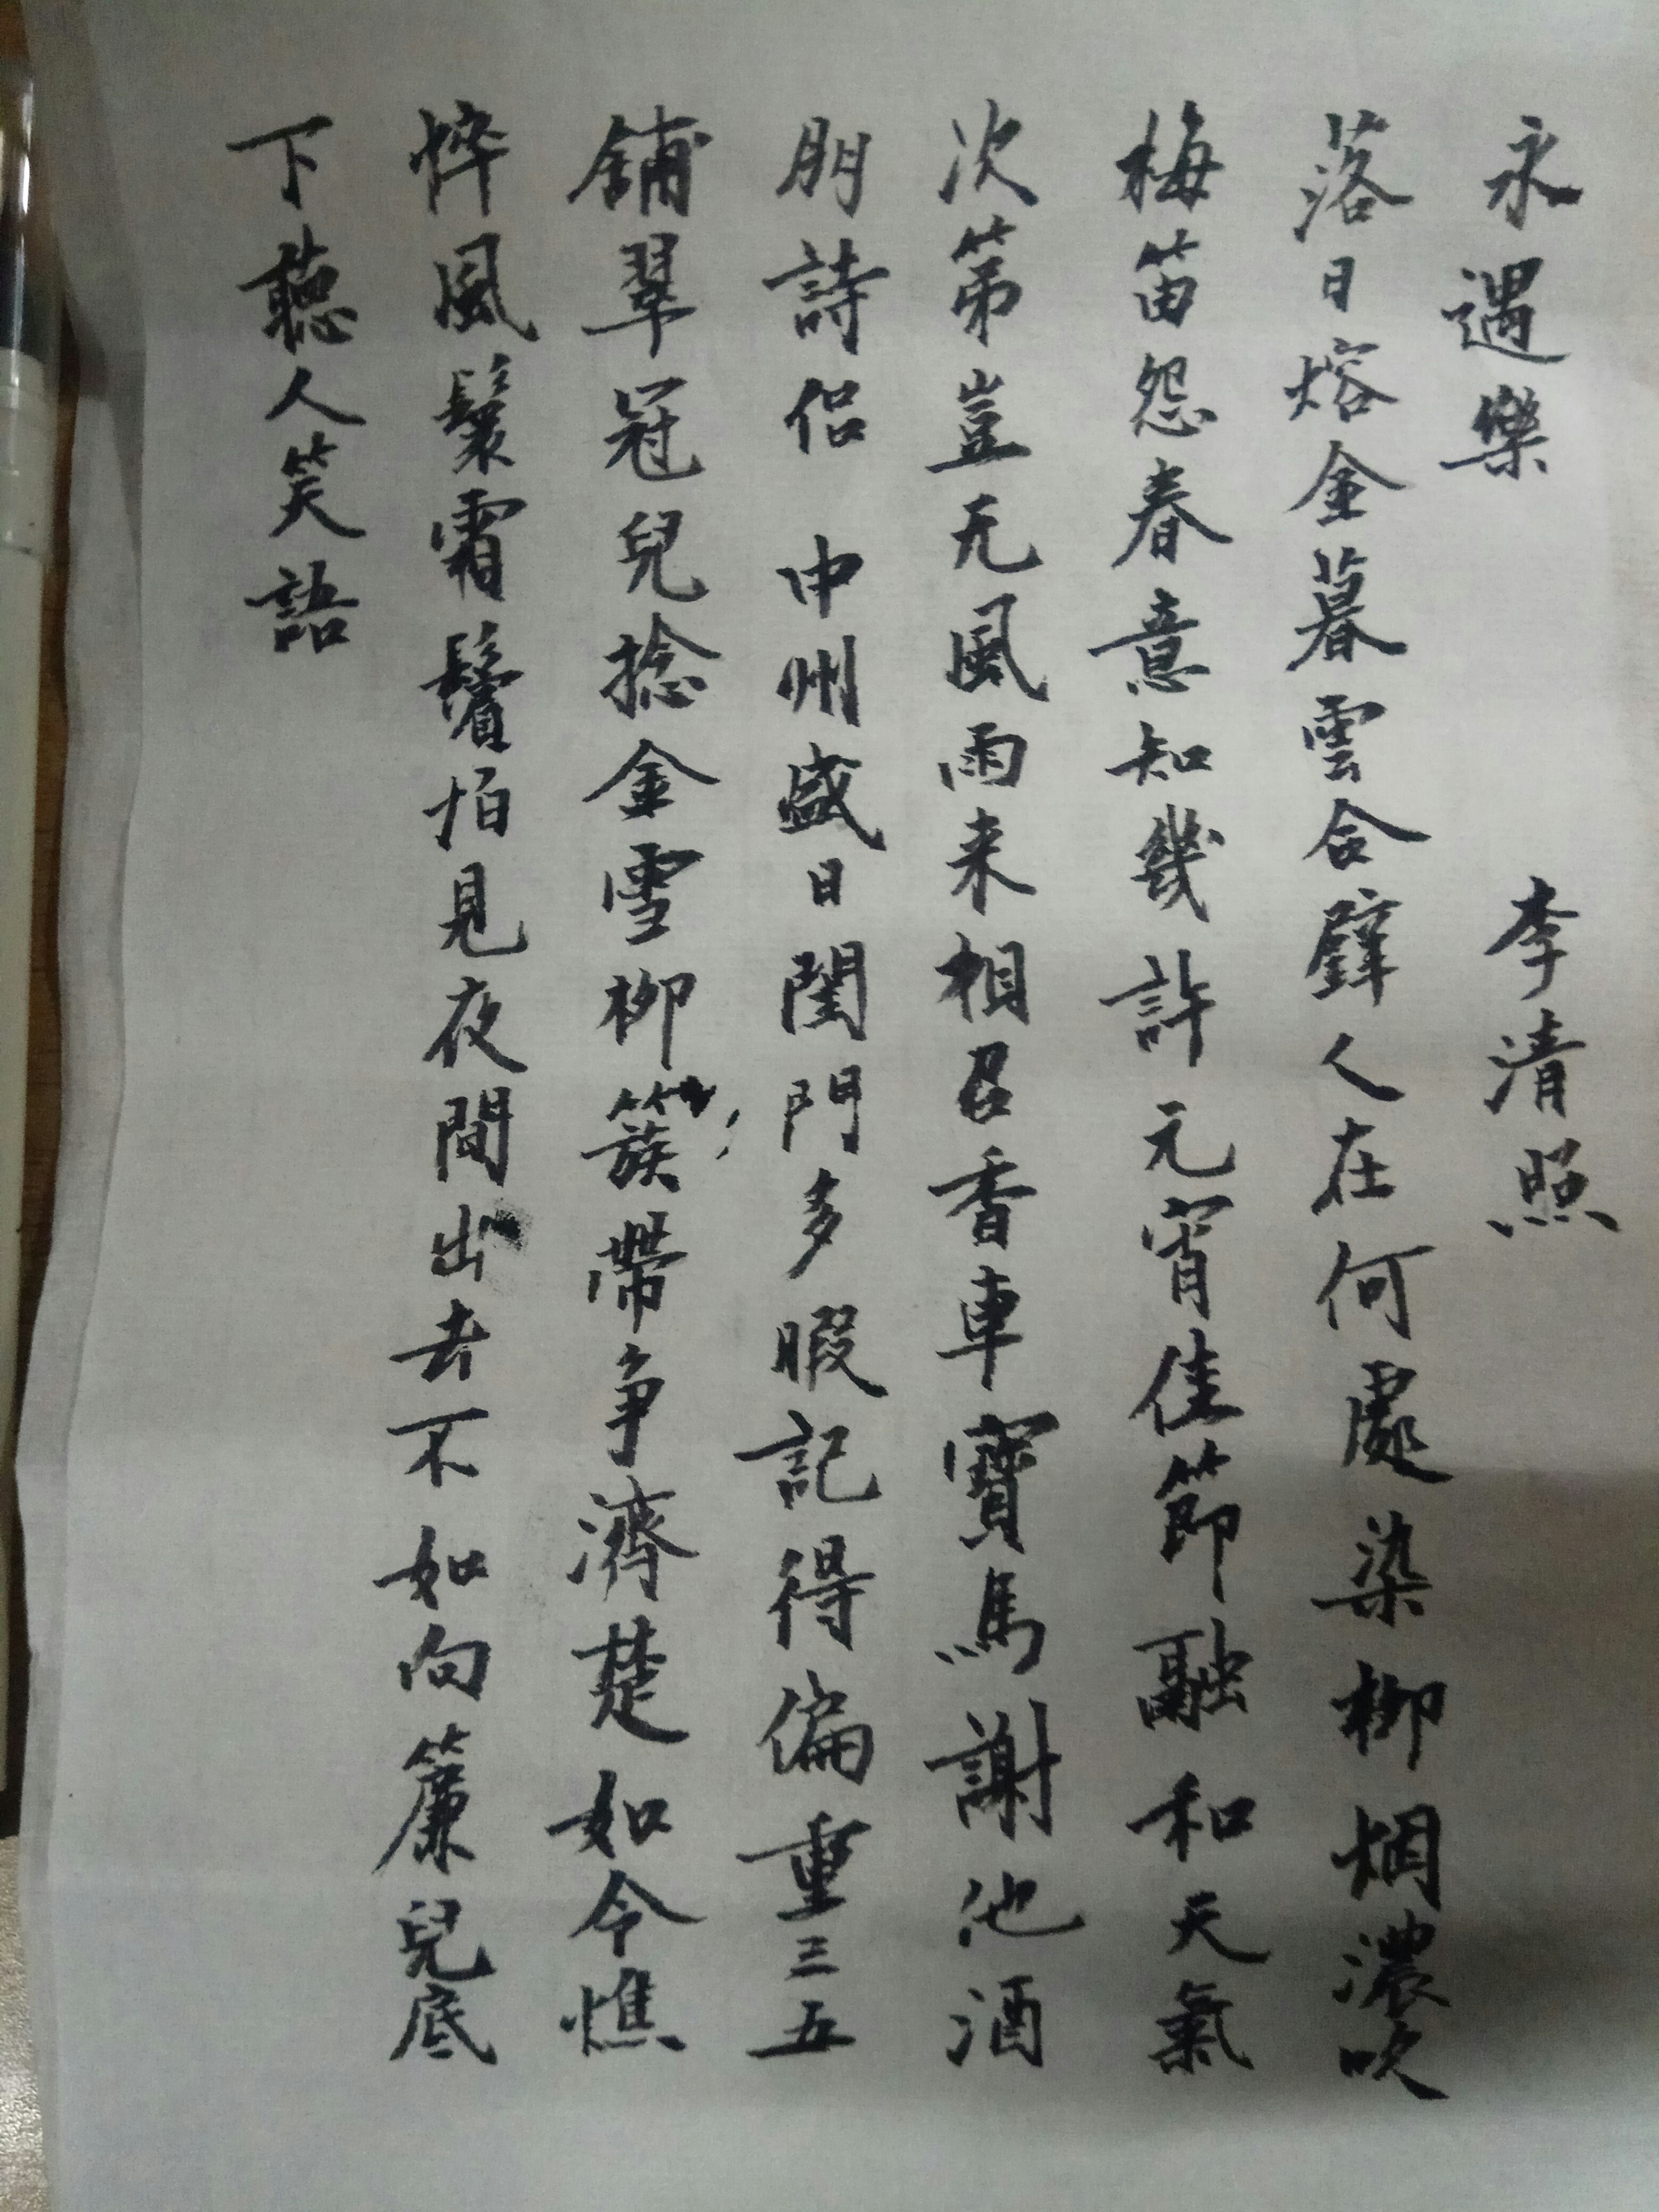 永遇樂 李清照
落日熔金暮雲合璧人在何處染柳烟濃吹
梅笛怨春意知幾許元宵佳節融和天氣
次第豈无風雨来相召香車寶馬謝他酒
朋詩侣 中州盛日閨門多暇記得偏重三五
鋪翠冠兒捻金雪柳簇帶争濟楚如今憔
悴風鬟霜鬢怕見夜間出去不如向簾兒底
下聽人笑語